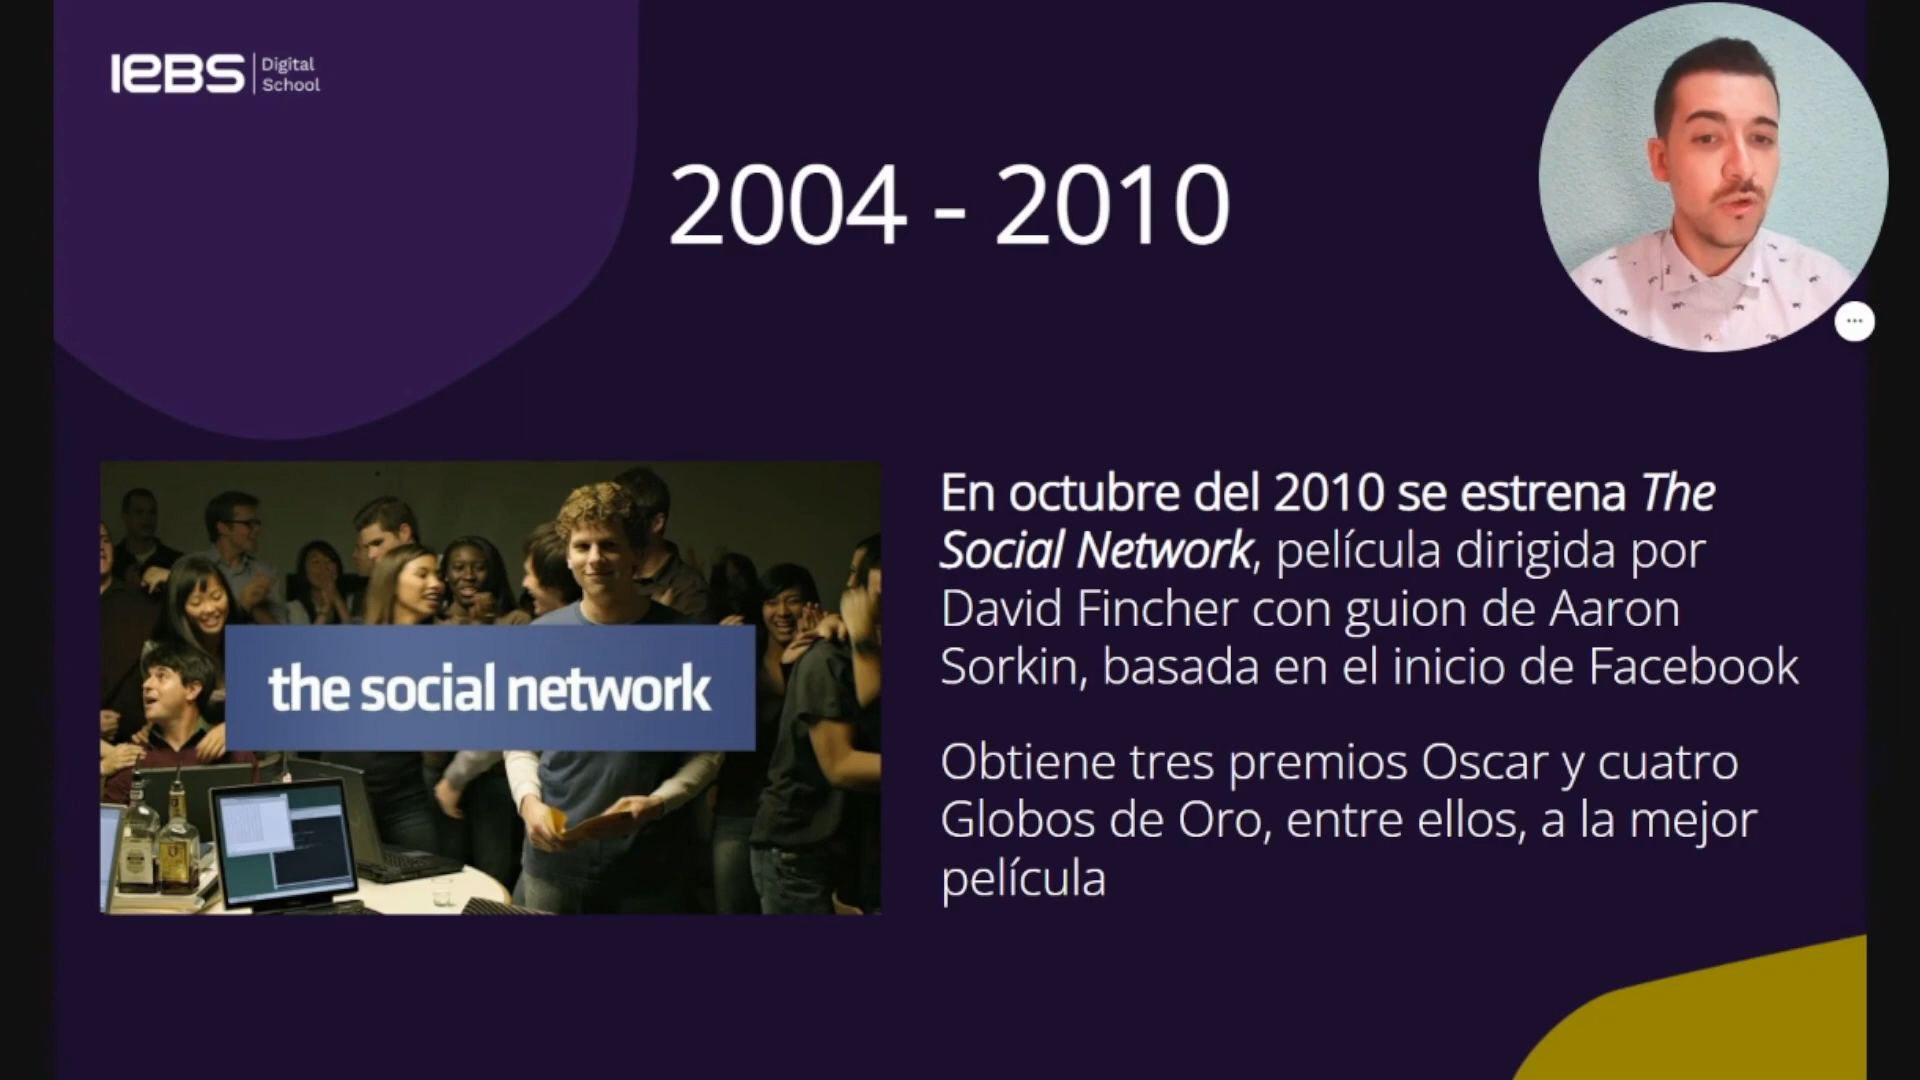 IEBS Digital School
2004 - 2010
the social network
En octubre del 2010 se estrena The
Social Network, película dirigida por
David Fincher con guion de Aaron
Sorkin, basada en el inicio de Facebook
Obtiene tres premios Oscar y cuatro
Globos de Oro, entre ellos, a la mejor
película